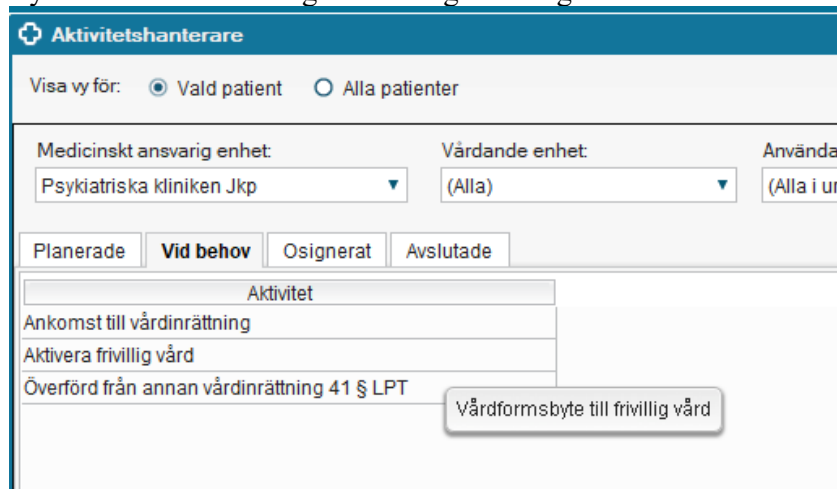 Aktivitetshanterare
Visa vy för: Vald patient Alla patienter
Medicinskt ansvarig enhet: Vårdande enhet: Använda
Psykiatriska kliniken Jkp (Alla) (Alla i
Planerade Vid behov Osignerat Avslutade
Aktivitet
Ankomst till vårdinrättning
Aktivera frivillig vård
Överförd från annan vårdinrättning 41 § LPT
Vårdformsbyte till frivillig vård